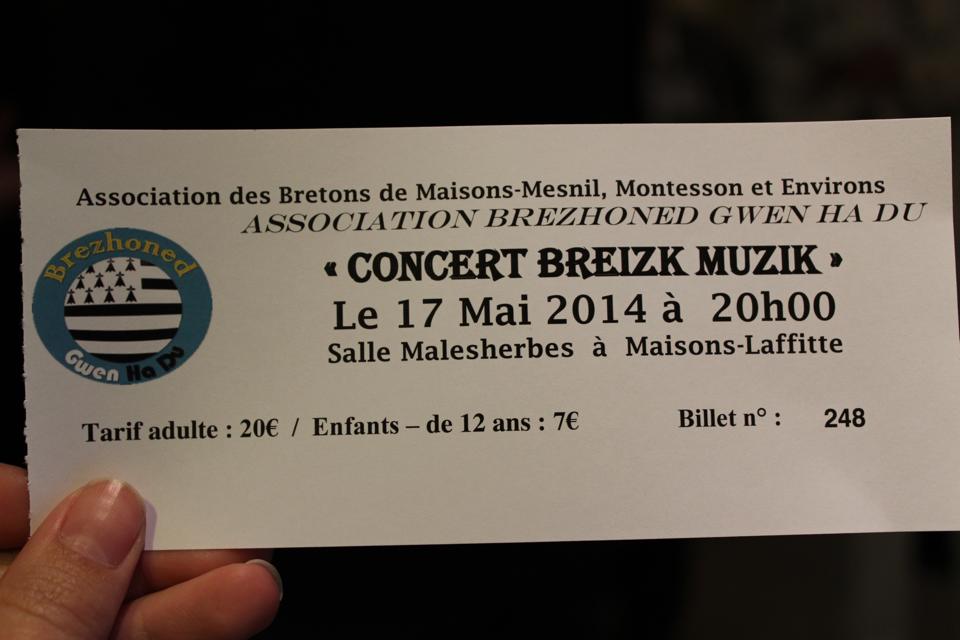 Association des Bretons de Maisons-Mesnil, Montesson et Environs
ASSOCIATION BREZHONED GWEN HA DU
Brezhoned
Gwen Ha Du
« CONCERT BREIZK MUZIK »
Le 17 Mai 2014 à 20h00
Salle Malesherbes à Maisons-Laffitte
Tarif adulte : 20€ / Enfants – de 12 ans : 7€ Billet n° : 248